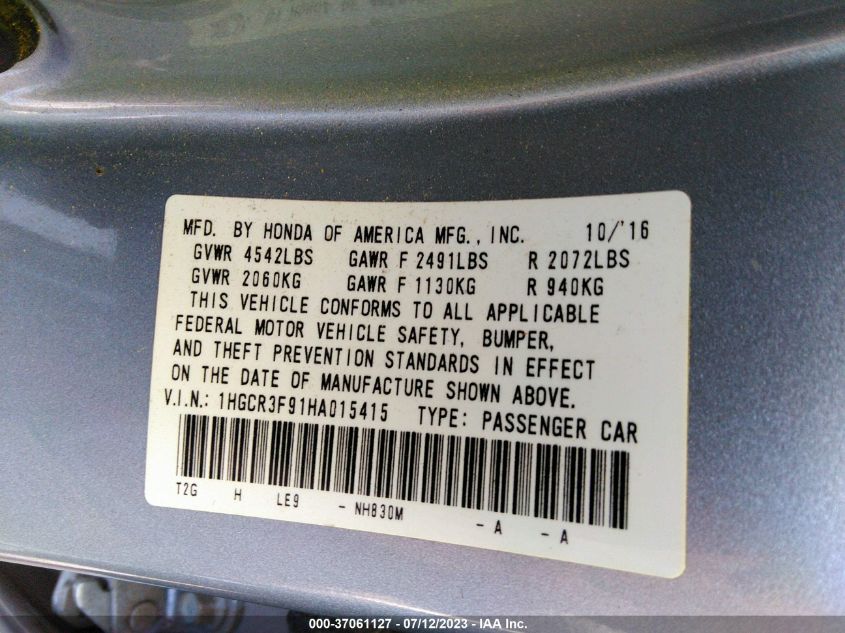 MFD. BY HONDA OF AMERICA MFG., INC. 10/'16
GVWR 4542LBS GAWR F 2491LBS R 2072LBS
GVWR 2060KG GAWR F 1130KG R 940KG
THIS VEHICLE CONFORMS TO ALL APPLICABLE
FEDERAL MOTOR VEHICLE SAFETY, BUMPER,
AND THEFT PREVENTION STANDARDS IN EFFECT
ON THE DATE OF MANUFACTURE SHOWN ABOVE.
V.I.N.: 1HGCR3F91HA015415 TYPE: PASSENGER CAR
T2G H LE9 - NH830M - A - A
000-37061127 - 07/12/2023 - IAA Inc.